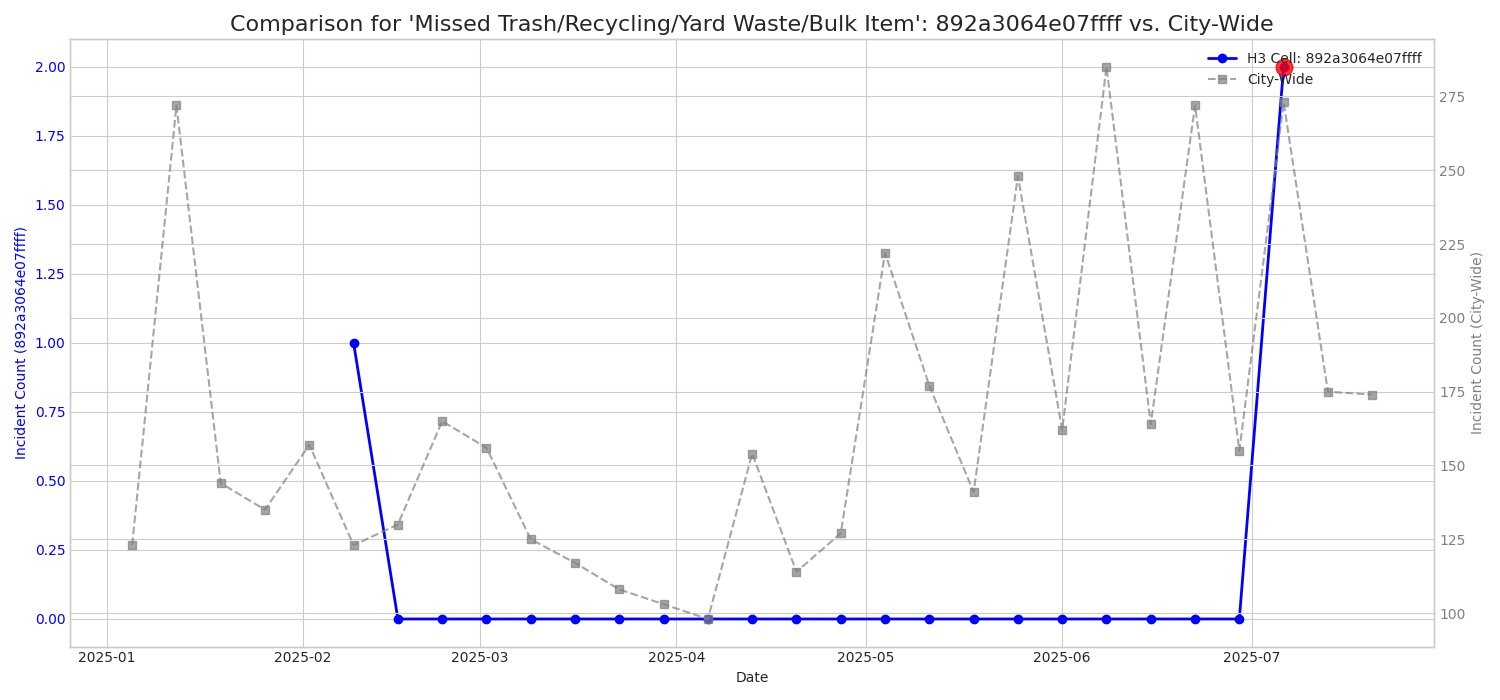 Comparison for 'Missed Trash/Recycling/Yard Waste/Bulk Item': 892a3064e07ffff vs. City-Wide
H3 Cell: 892a3064e07ffff
City-Wide
2.00
1.75
1.50
1.25
1.00
0.75
0.50
0.25
0.00
Incident Count (892a3064e07ffff)
275
250
225
200
175
150
125
100
Incident Count (City-Wide)
2025-01 2025-02 2025-03 2025-04 2025-05 2025-06 2025-07
Date